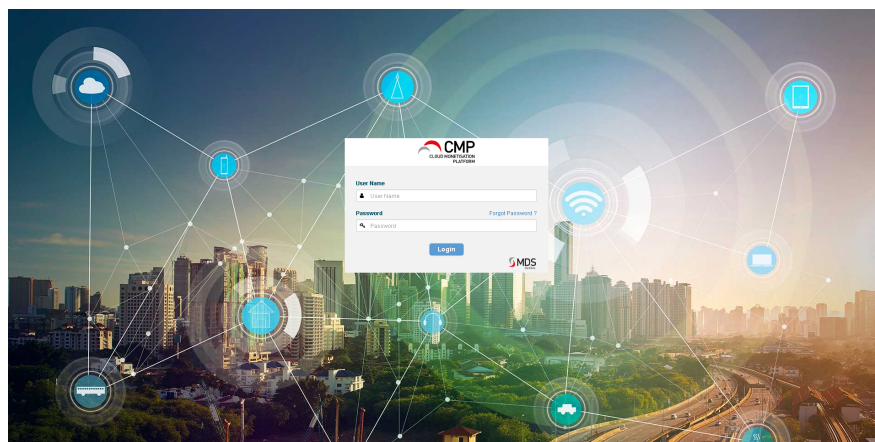 CMP
CLOUD MONETISATION
PLATFORM
User Name
User Name
Password
Forgot Password ?
Password
Login
MDS